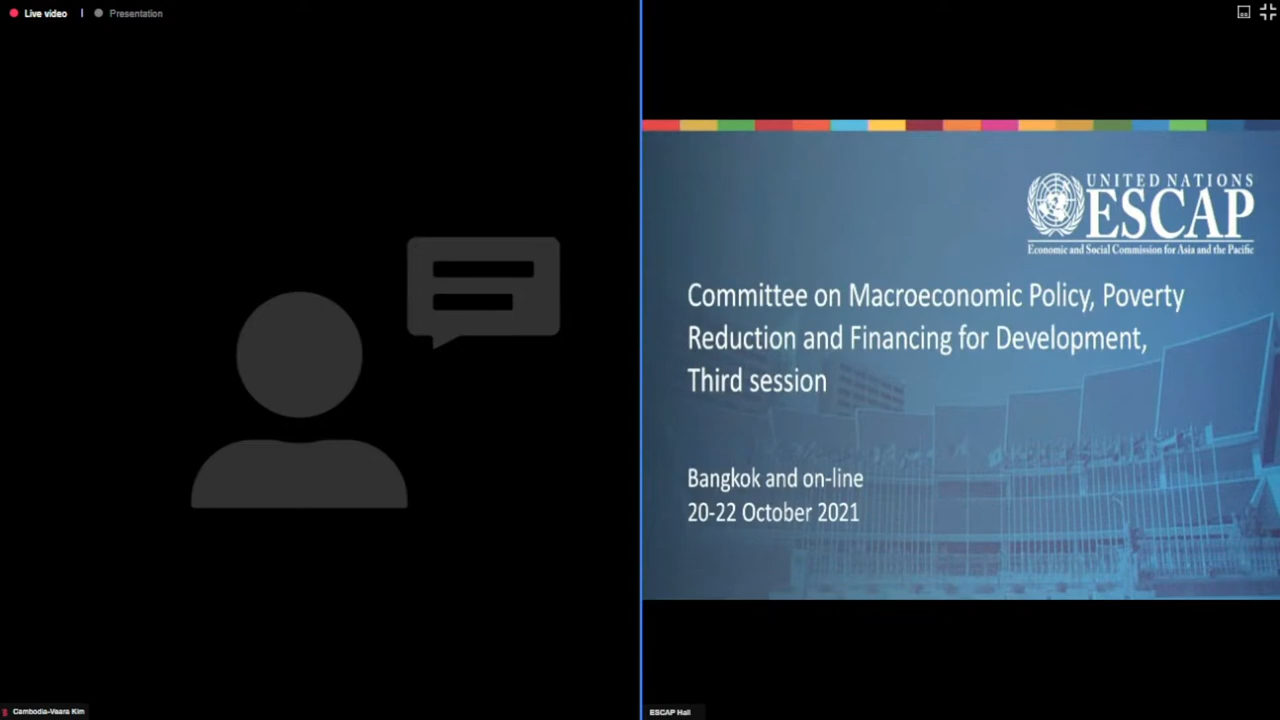 Live video
Presentation
UNITED NATIONS
ESCAP
Economic and Social Commission for Asia and the Pacific
Committee on Macroeconomic Policy, Poverty
Reduction and Financing for Development,
Third session
Bangkok and on-line
20-22 October 2021
Cambodia-Vaara Kim
ESCAP Hall